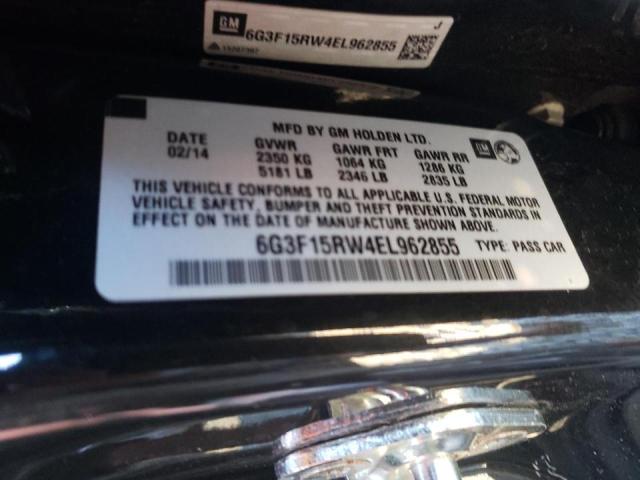 GM
J
6G3F15RW4EL962855
MFD BY GM HOLDEN LTD.
DATE GVWR GAWR FRT GAWR RR
02/14 2350 KG 1064 KG 1286 KG
5181 LB 2346 LB 2835 LB
GM
THIS VEHICLE CONFORMS TO ALL APPLICABLE U.S. FEDERAL MOTOR
VEHICLE SAFETY, BUMPER AND THEFT PREVENTION STANDARDS IN
EFFECT ON THE DATE OF MANUFACTURE SHOWN ABOVE.
6G3F15RW4EL962855 TYPE: PASS CAR